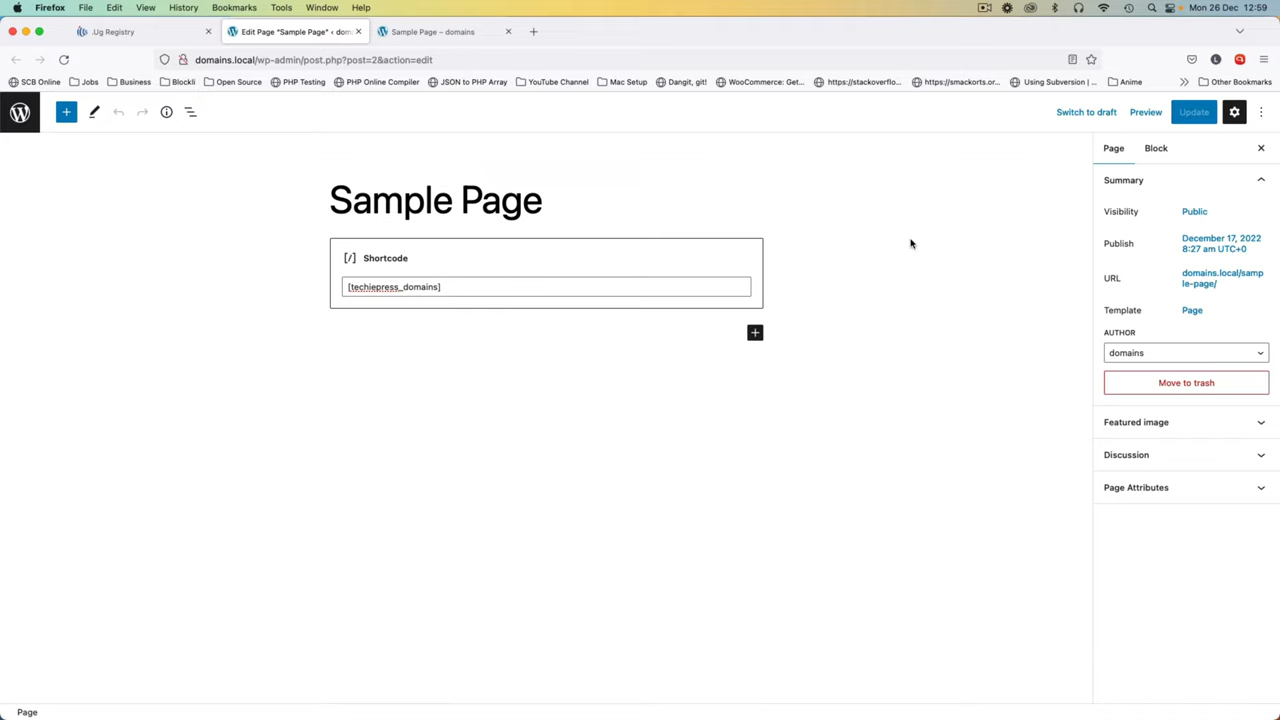 Firefox File Edit View History Bookmarks Tools Window Help Mon 26 Dec 12:59
.Ug Registry
Edit Page “Sample Page” ‹ dom
Sample Page – domains
domains.local/wp-admin/post.php?post=2&action=edit
SCB Online Jobs Business Blockli Open Source PHP Testing PHP Online Compiler JSON to PHP Array YouTube Channel Mac Setup Dangit, git! WooCommerce: Get... https://stackoverflo... https://smackorts.or... Using Subversion |... Anime Other Bookmarks
Switch to draft Preview Update
Page Block
Summary
Visibility Public
Publish December 17, 2022
8:27 am UTC+0
URL domains.local/samp
le-page/
Template Page
AUTHOR
domains
Move to trash
Featured image
Discussion
Page Attributes
Sample Page
[/] Shortcode
[techiepress_domains]
Page